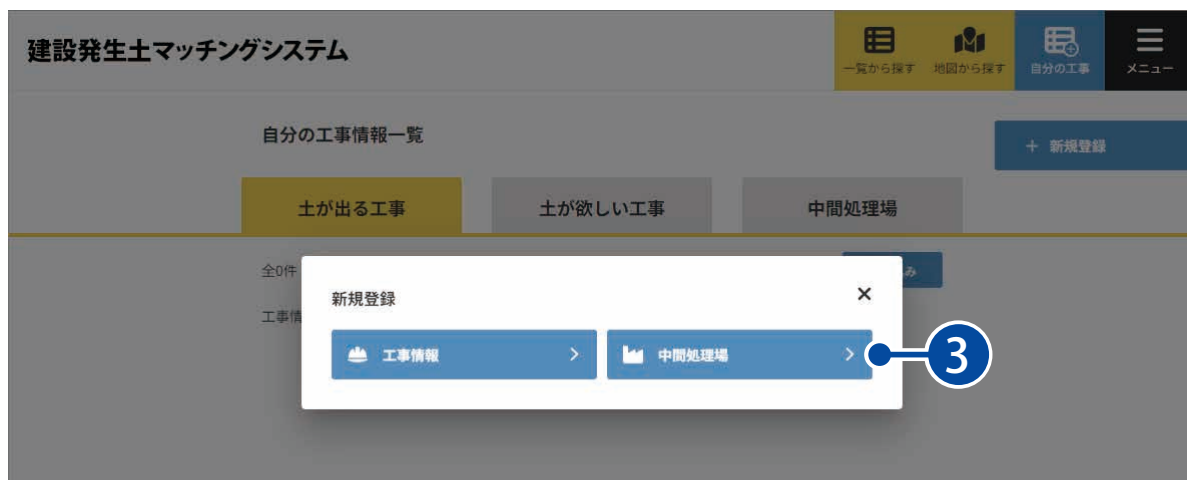 建設発生土マッチングシステム
一覧から探す
地図から探す
自分の工事
メニュー
自分の工事情報一覧
＋ 新規登録
土が出る工事
土が欲しい工事
中間処理場
全0件
み
工事情
新規登録
×
工事情報
中間処理場
3